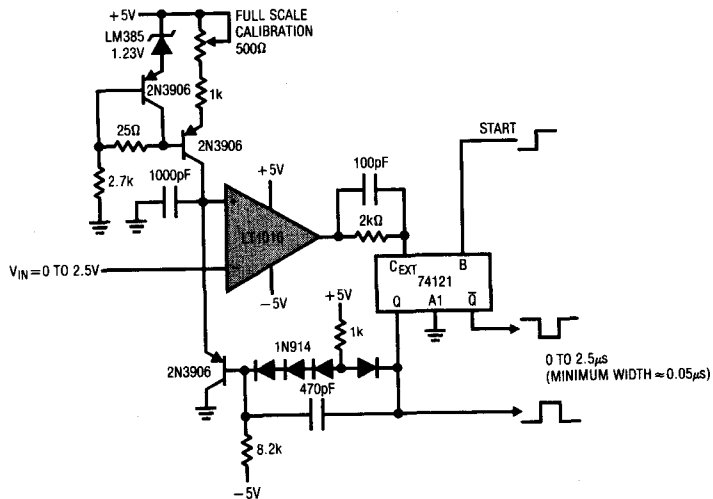 +5V
FULL SCALE
CALIBRATION
500Ω
LM385
1.23V
2N3906
1k
25Ω
2N3906
START
2.7k
1000pF
+5V
100pF
2kΩ
+
LT1016
−
CEXT
B
74121
Q
A1
Q̅
VIN = 0 TO 2.5V
−5V
+5V
1k
1N914
0 TO 2.5µs
(MINIMUM WIDTH ≈ 0.05µs)
2N3906
470pF
8.2k
−5V